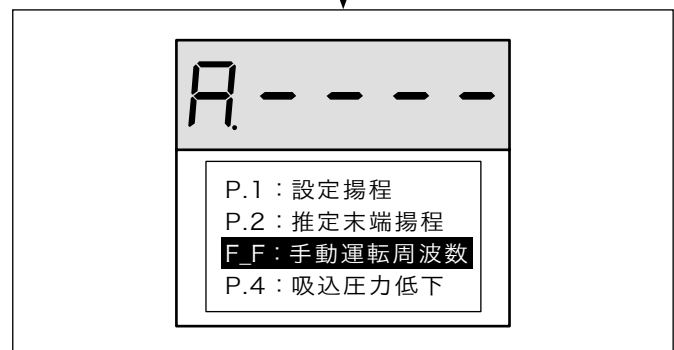 A.----
P.1：設定揚程
P.2：推定末端揚程
F_F：手動運転周波数
P.4：吸込圧力低下